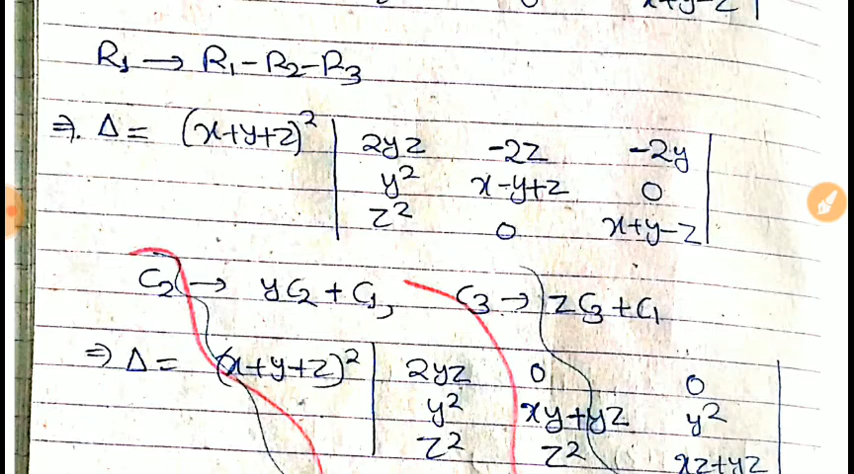 x+y-z|
R₁ → R₁-R₂-R₃
⇒. Δ = (x+y+z)² | 2yz -2z -2y |
| y² x-y+z 0 |
| z² 0 x+y-z |
C₂ → yC₂ + C₁, C₃ → zC₃ + C₁
⇒ Δ = (x+y+z)² | 2yz 0 0 |
| y² xy+yz y² |
| z² z² xz+yz |